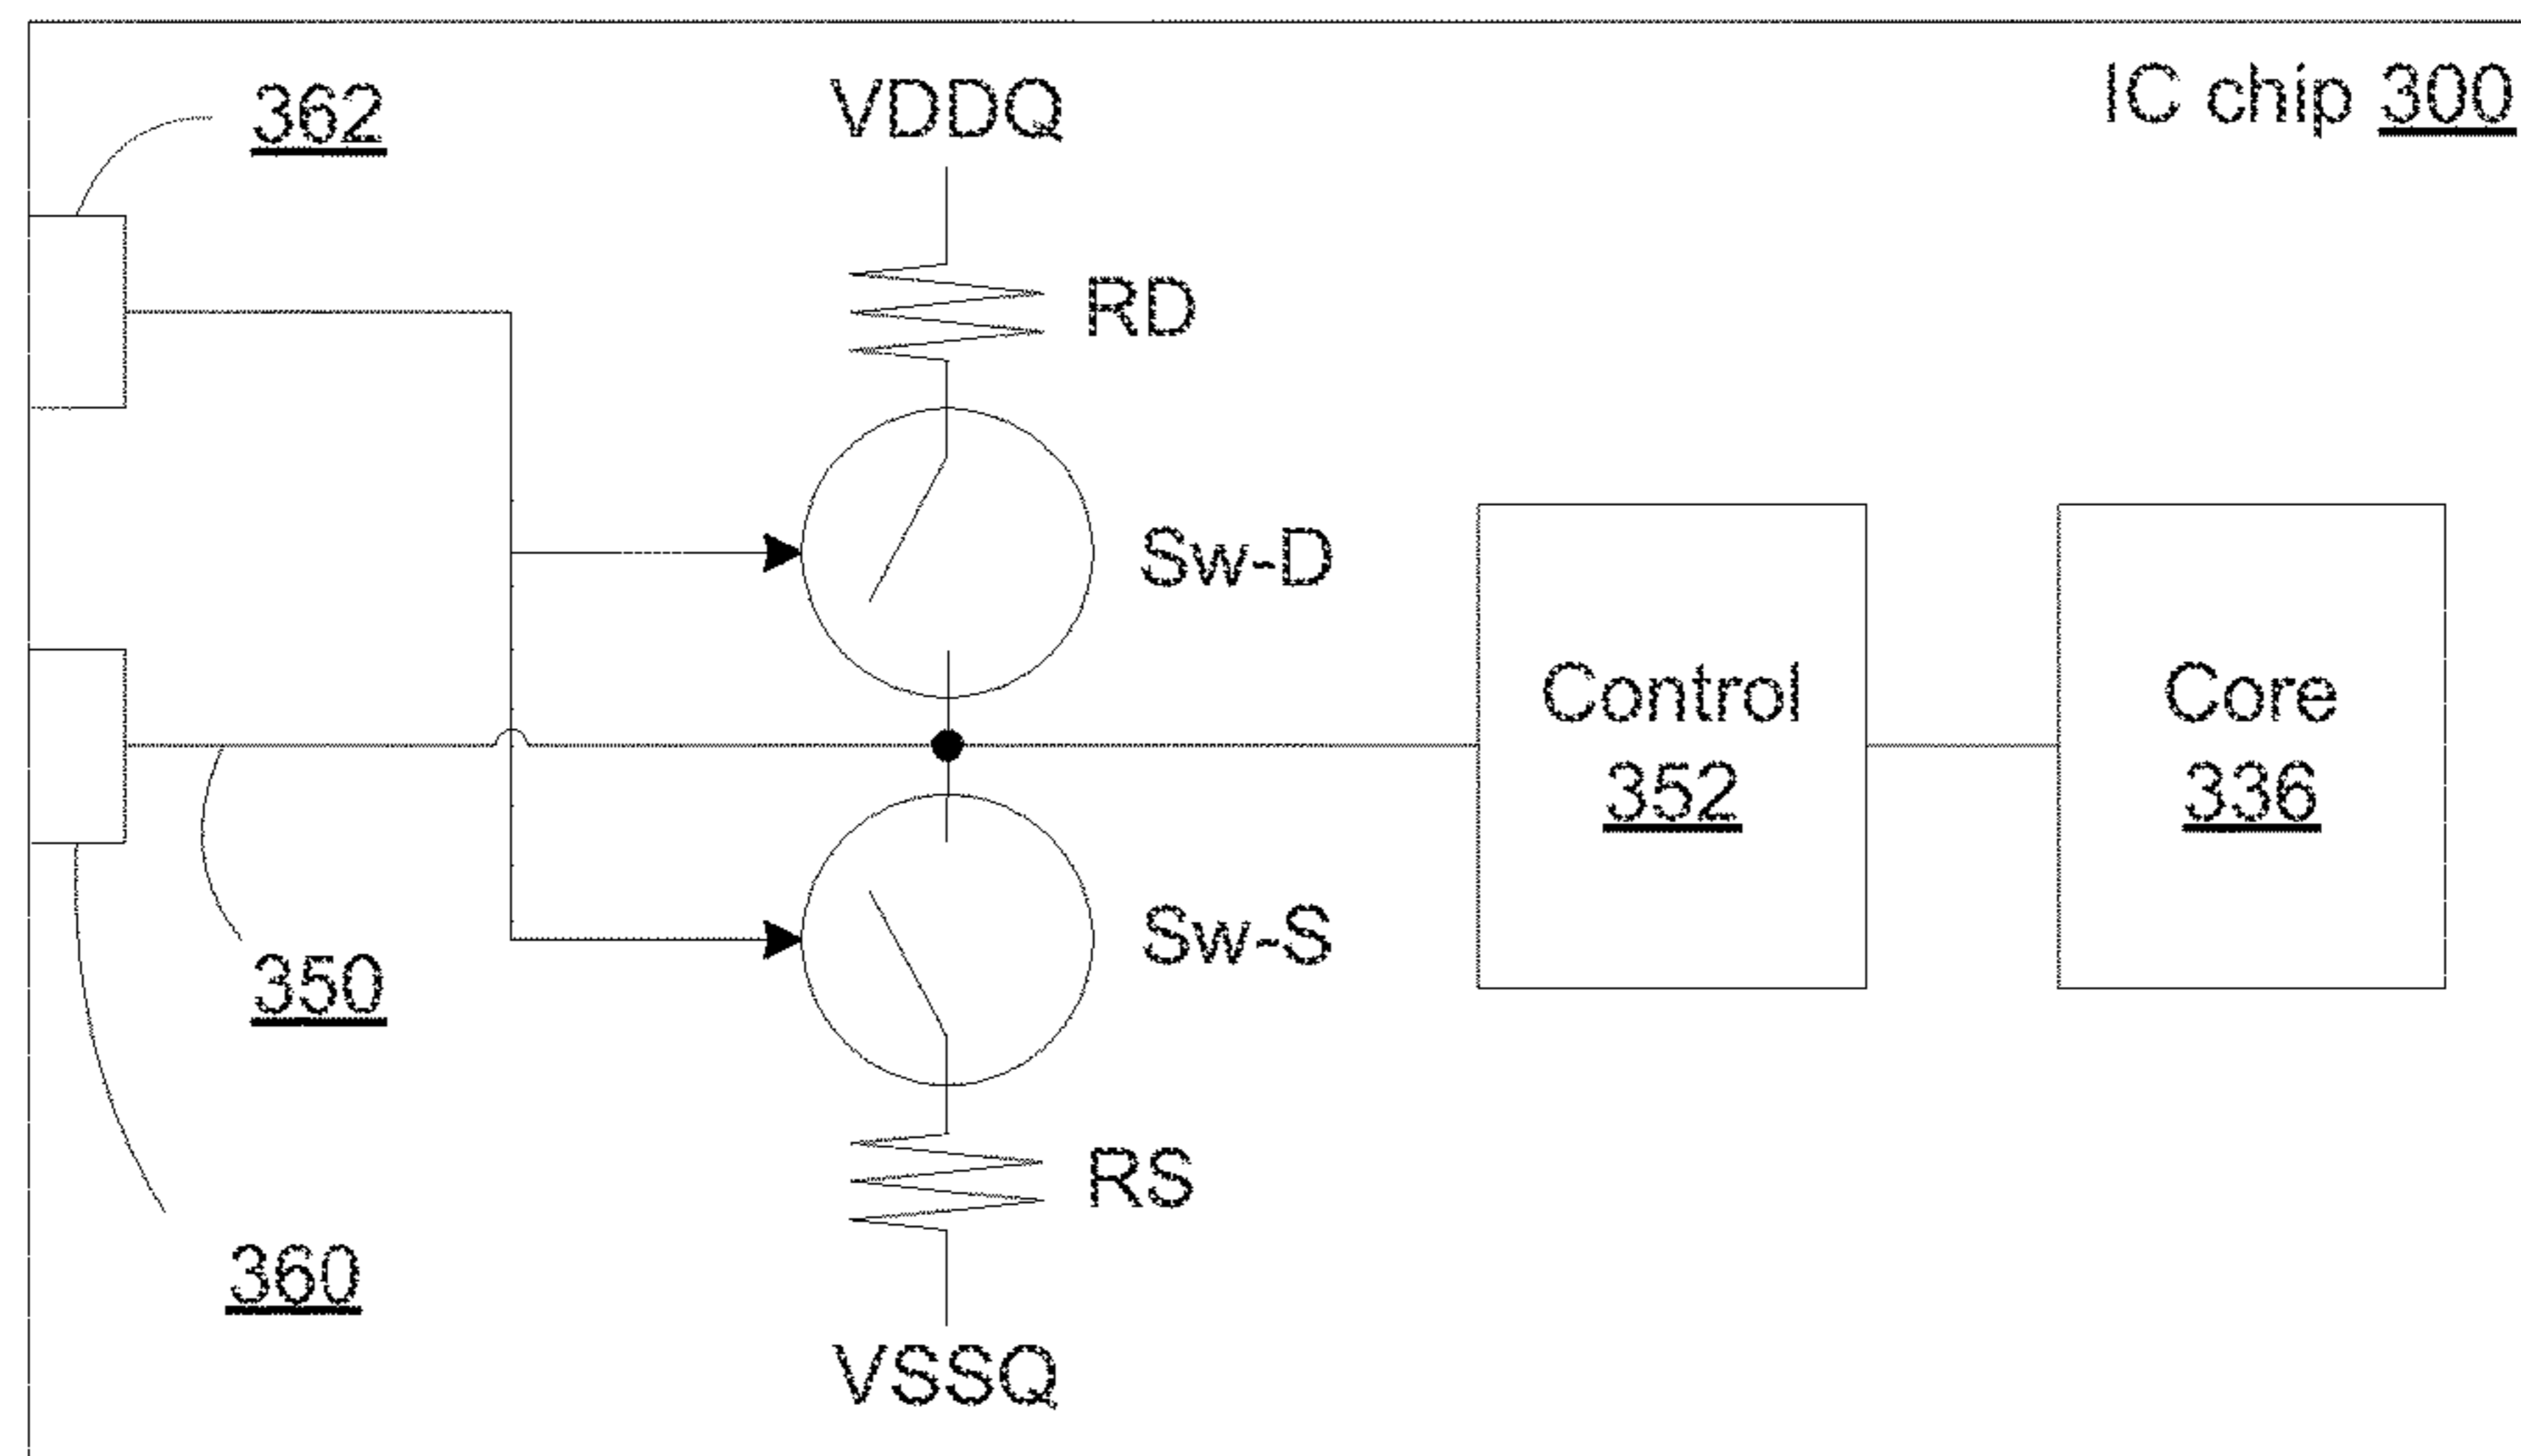 IC chip 300
362
VDDQ
RD
Sw-D
Control
352
Core
336
Sw-S
350
RS
360
VSSQ